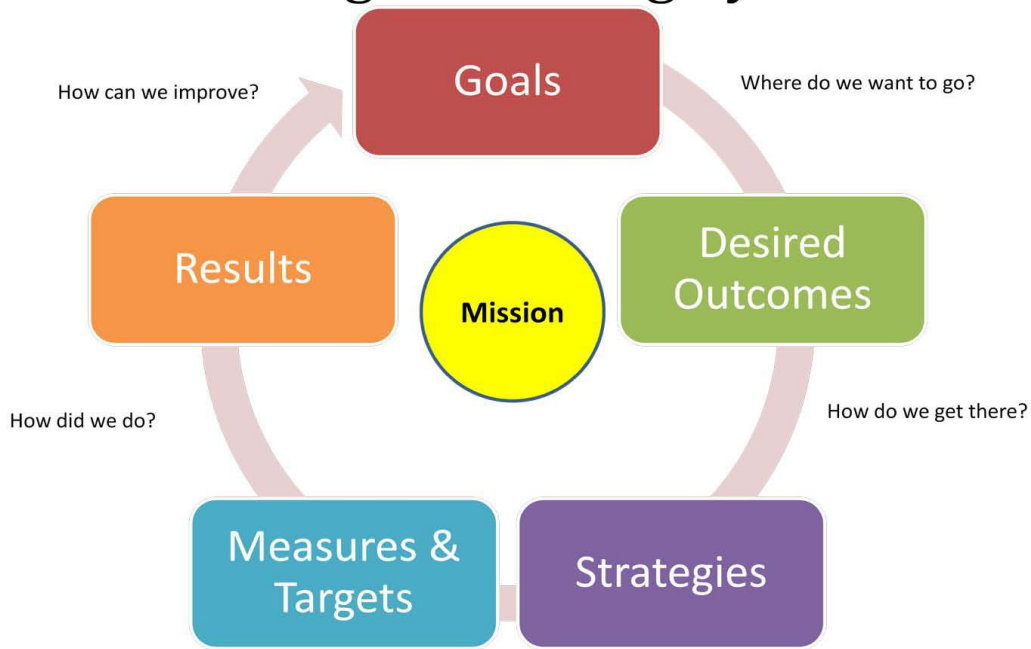 Goals
How can we improve?
Where do we want to go?
Results
Desired
Outcomes
Mission
How did we do?
How do we get there?
Measures &
Targets
Strategies